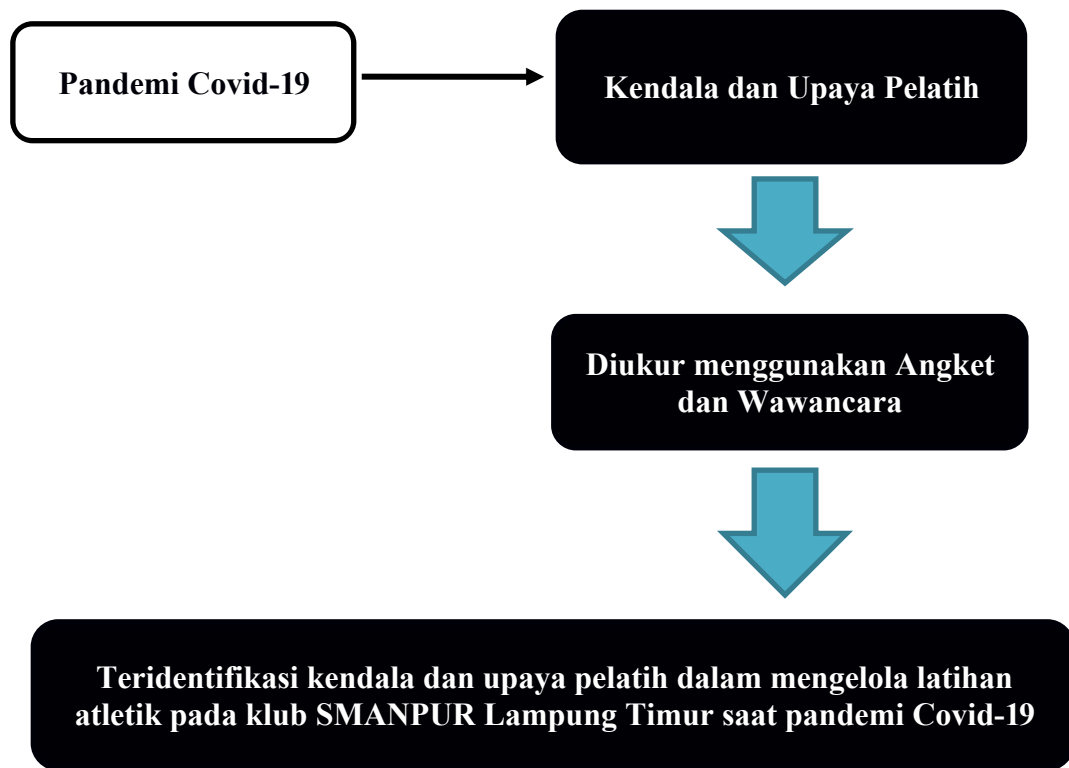 Pandemi Covid-19
Kendala dan Upaya Pelatih
Diukur menggunakan Angket
dan Wawancara
Teridentifikasi kendala dan upaya pelatih dalam mengelola latihan
atletik pada klub SMANPUR Lampung Timur saat pandemi Covid-19